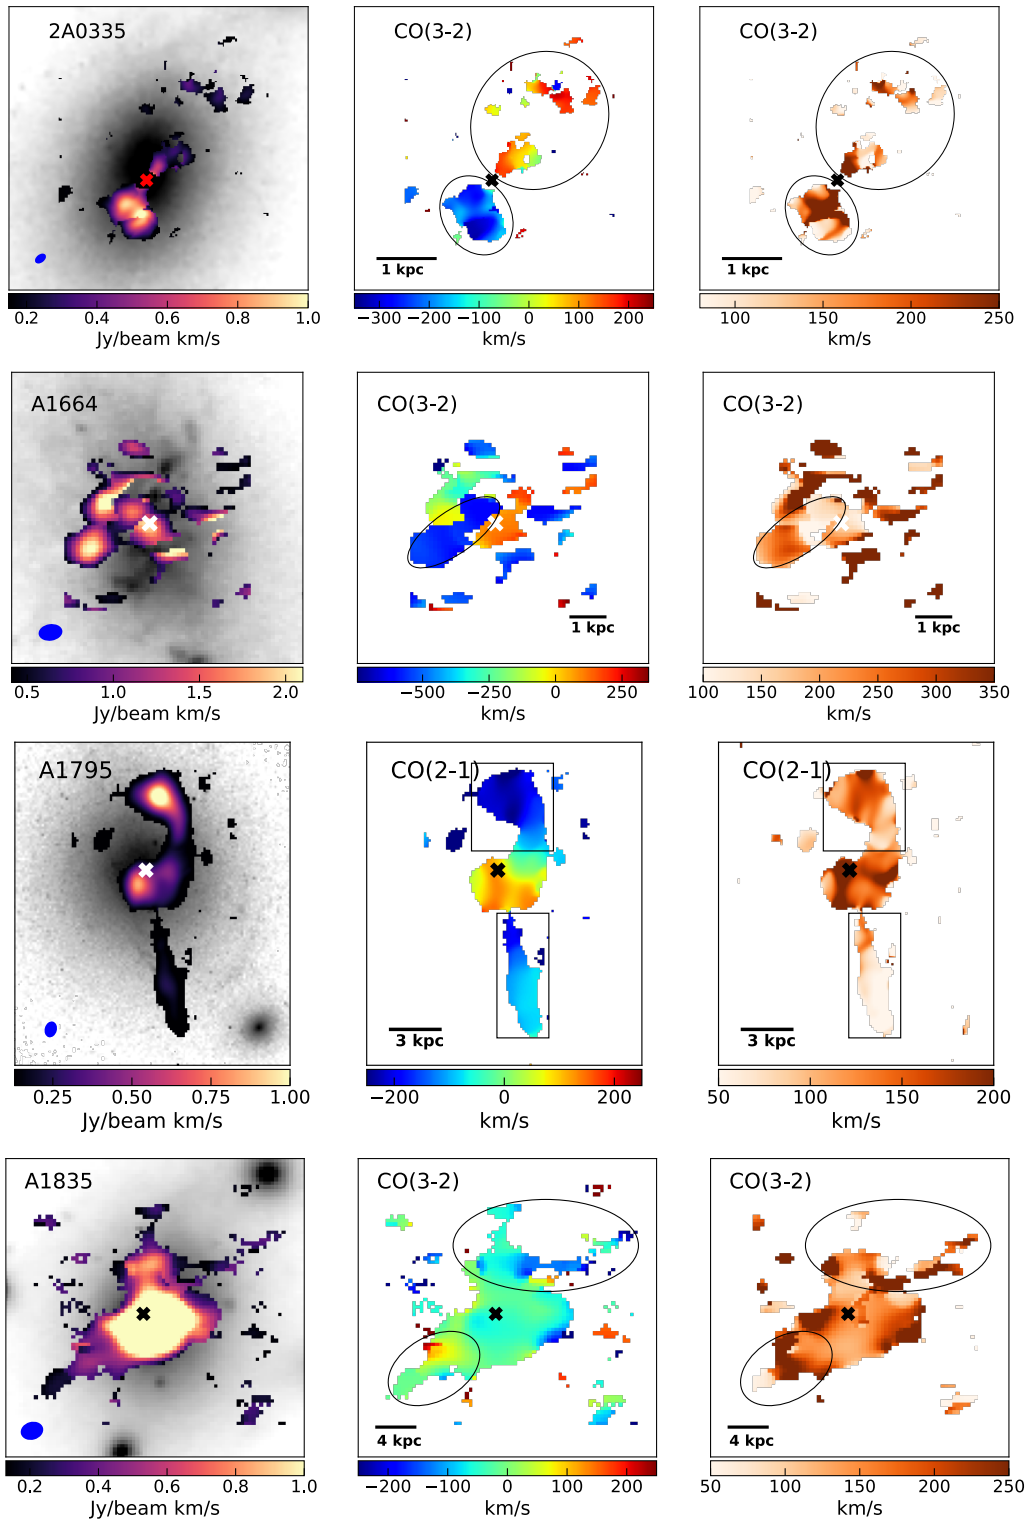 2A0335 CO(3-2) CO(3-2)
1 kpc 1 kpc
0.2 0.4 0.6 0.8 1.0 −300 −200 −100 0 100 200 100 150 200 250
Jy/beam km/s km/s km/s
A1664 CO(3-2) CO(3-2)
1 kpc 1 kpc
0.5 1.0 1.5 2.0 −500 −250 0 250 100 150 200 250 300 350
Jy/beam km/s km/s km/s
A1795 CO(2-1) CO(2-1)
3 kpc 3 kpc
0.25 0.50 0.75 1.00 −200 0 200 50 100 150 200
Jy/beam km/s km/s km/s
A1835 CO(3-2) CO(3-2)
4 kpc 4 kpc
0.2 0.4 0.6 0.8 1.0 −200 −100 0 100 200 50 100 150 200 250
Jy/beam km/s km/s km/s